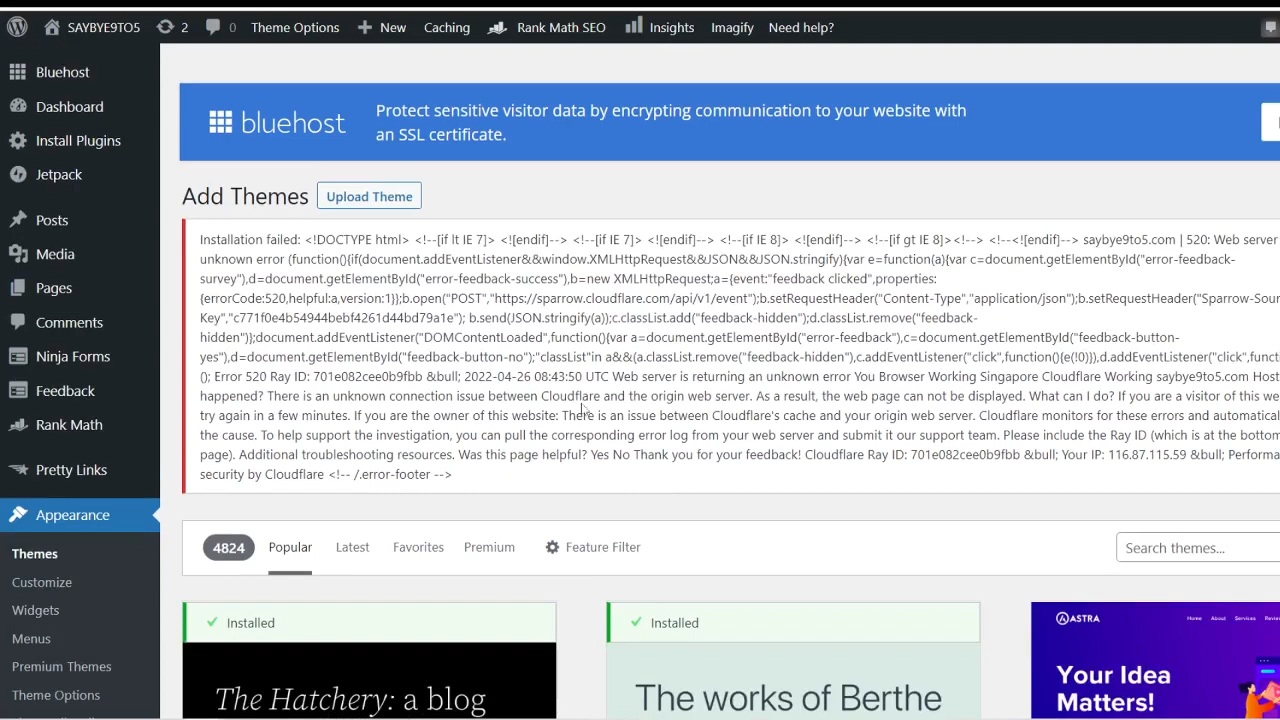 SAYBYE9TO5 2 0 Theme Options New Caching Rank Math SEO Insights Imagify Need help?
Bluehost
Dashboard
Install Plugins
Jetpack
Posts
Media
Pages
Comments
Ninja Forms
Feedback
Rank Math
Pretty Links
Appearance
Themes
Customize
Widgets
Menus
Premium Themes
Theme Options
bluehost
Protect sensitive visitor data by encrypting communication to your website with
an SSL certificate.
Add Themes Upload Theme
Installation failed: <!DOCTYPE html> <!--[if lt IE 7]> <![endif]--> <!--[if IE 7]> <![endif]--> <!--[if IE 8]> <![endif]--> <!--[if gt IE 8]><!--> <!--<![endif]--> saybye9to5.com | 520: Web server
unknown error (function(){if(document.addEventListener&&window.XMLHttpRequest&&JSON&&JSON.stringify){var e=function(a){var c=document.getElementById("error-feedback-
survey"),d=document.getElementById("error-feedback-success"),b=new XMLHttpRequest;a={event:"feedback clicked",properties:
{errorCode:520,helpful:a,version:1}};b.open("POST","https://sparrow.cloudflare.com/api/v1/event");b.setRequestHeader("Content-Type","application/json");b.setRequestHeader("Sparrow-Sour
Key","c771f0e4b54944bebf4261d44bd79a1e"); b.send(JSON.stringify(a));c.classList.add("feedback-hidden");d.classList.remove("feedback-
hidden")};document.addEventListener("DOMContentLoaded",function(){var a=document.getElementById("error-feedback"),c=document.getElementById("feedback-button-
yes"),d=document.getElementById("feedback-button-no");"classList"in a&&(a.classList.remove("feedback-hidden"),c.addEventListener("click",function(){e(!0)}),d.addEventListener("click",func
(); Error 520 Ray ID: 701e082cee0b9fbb &bull; 2022-04-26 08:43:50 UTC Web server is returning an unknown error You Browser Working Singapore Cloudflare Working saybye9to5.com Host
happened? There is an unknown connection issue between Cloudflare and the origin web server. As a result, the web page can not be displayed. What can I do? If you are a visitor of this we
try again in a few minutes. If you are the owner of this website: There is an issue between Cloudflare's cache and your origin web server. Cloudflare monitors for these errors and automatical
the cause. To help support the investigation, you can pull the corresponding error log from your web server and submit it our support team. Please include the Ray ID (which is at the bottom
page). Additional troubleshooting resources. Was this page helpful? Yes No Thank you for your feedback! Cloudflare Ray ID: 701e082cee0b9fbb &bull; Your IP: 116.87.115.59 &bull; Performa
security by Cloudflare <!-- /.error-footer -->
4824 Popular Latest Favorites Premium Feature Filter Search themes...
Installed
The Hatchery: a blog
Installed
The works of Berthe
ASTRA Home About Services
Your Idea
Matters!